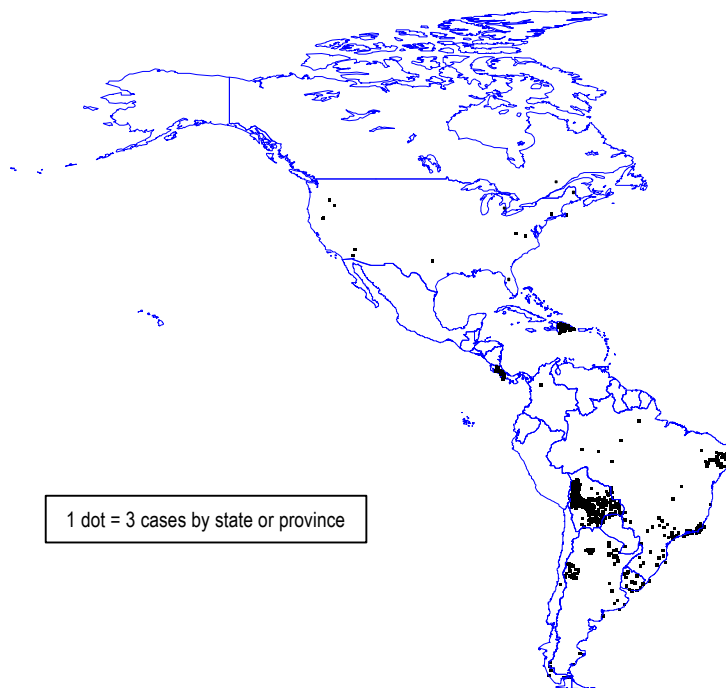 1 dot = 3 cases by state or province